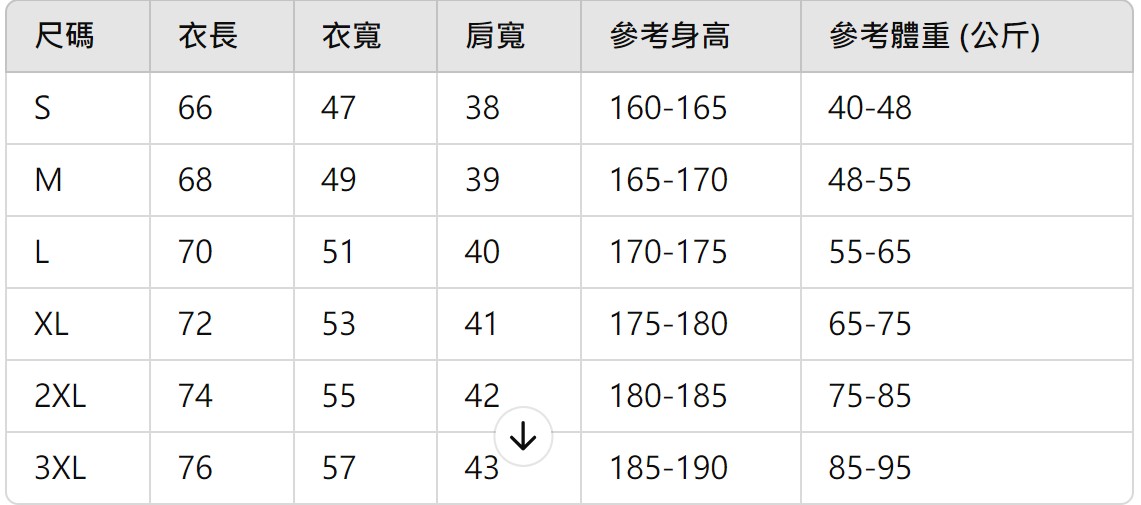 尺碼 衣長 衣寬 肩寬 參考身高 參考體重 (公斤)
S 66 47 38 160-165 40-48
M 68 49 39 165-170 48-55
L 70 51 40 170-175 55-65
XL 72 53 41 175-180 65-75
2XL 74 55 42 180-185 75-85
3XL 76 57 43 185-190 85-95